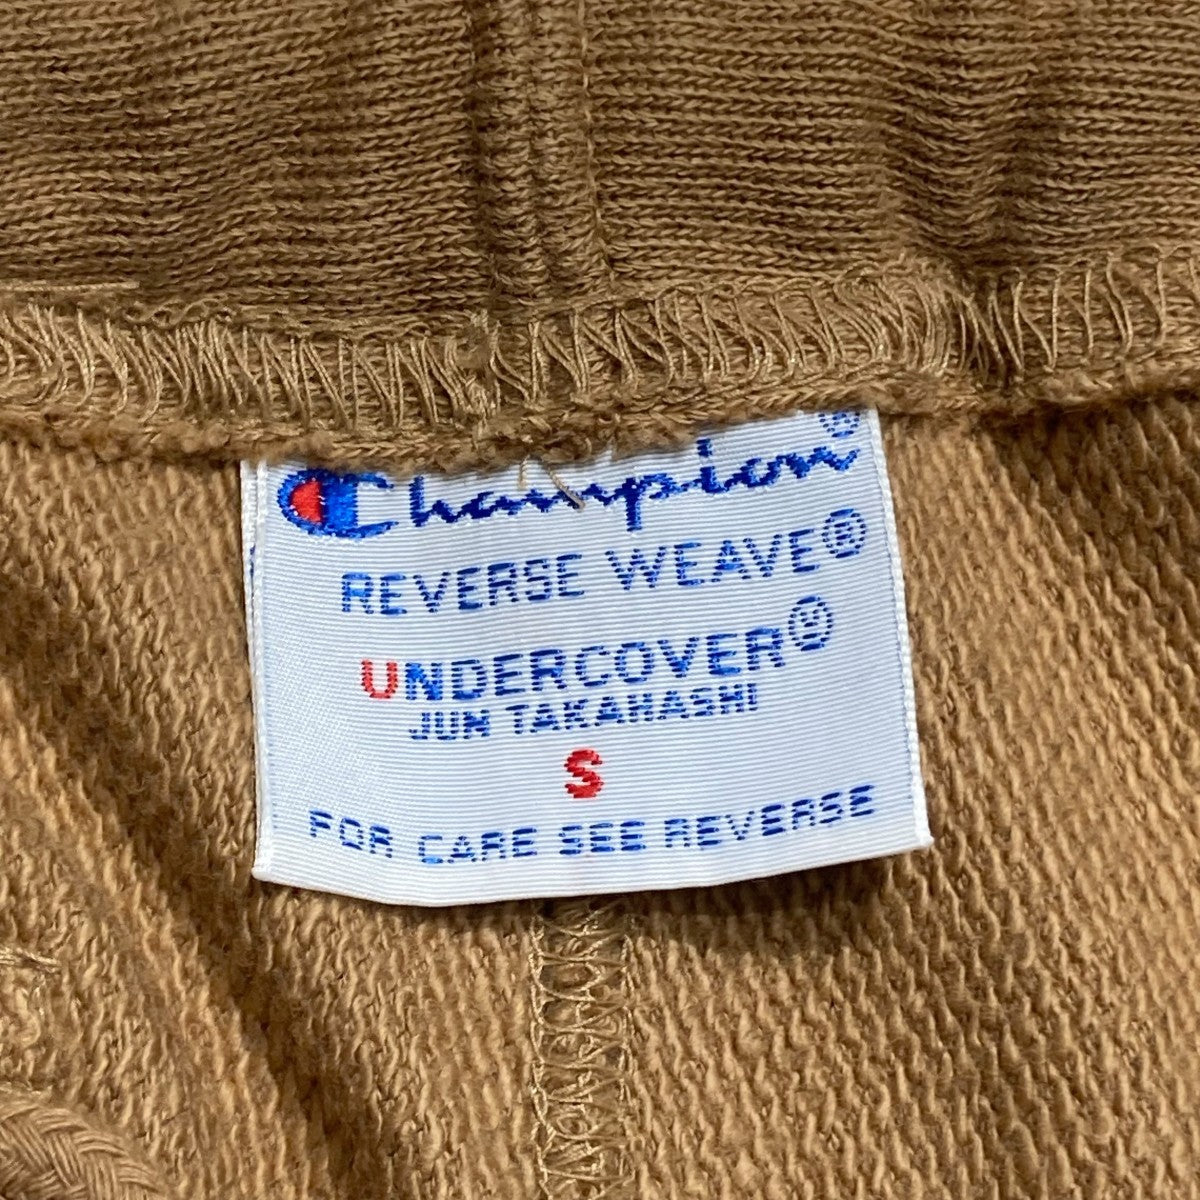 Champion®
REVERSE WEAVE®
UNDERCOVER
JUN TAKAHASHI
S
FOR CARE SEE REVERSE